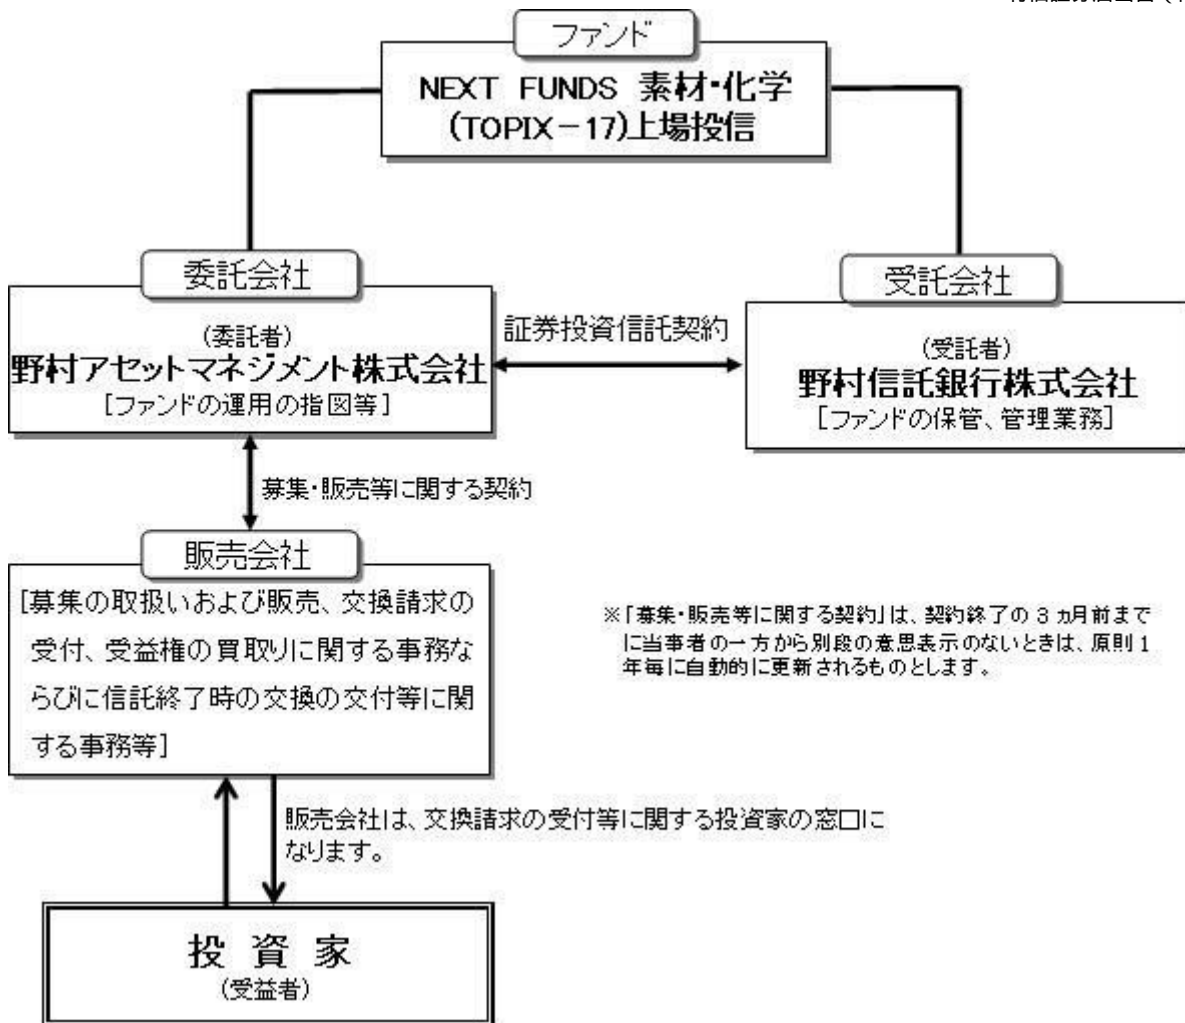 ファンド
NEXT FUNDS 素材・化学
(TOPIX－17)上場投信
委託会社
(委託者)
野村アセットマネジメント株式会社
[ファンドの運用の指図等]
証券投資信託契約
受託会社
(受託者)
野村信託銀行株式会社
[ファンドの保管、管理業務]
募集・販売等に関する契約
販売会社
[募集の取扱いおよび販売、交換請求の
受付、受益権の買取りに関する事務な
らびに信託終了時の交換の交付等に関
する事務等]
※「募集・販売等に関する契約」は、契約終了の３カ月前まで
に当事者の一方から別段の意思表示のないときは、原則１
年毎に自動的に更新されるものとします。
販売会社は、交換請求の受付等に関する投資家の窓口に
なります。
投 資 家
(受益者)